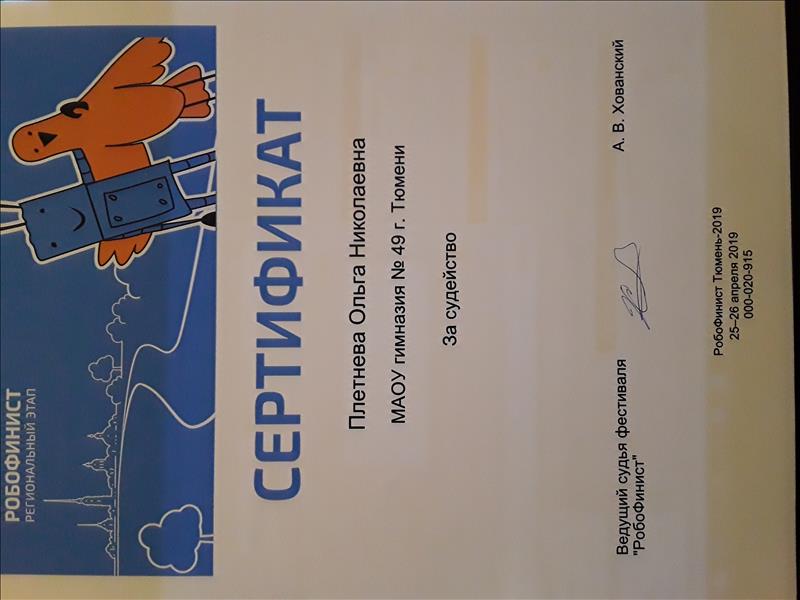 РОБОФИНИСТ
РЕГИОНАЛЬНЫЙ ЭТАП
СЕРТИФИКАТ
Плетнева Ольга Николаевна
МАОУ гимназия № 49 г. Тюмени
За судейство
Ведущий судья фестиваля
"РобоФинист"
А. В. Хованский
РобоФинист Тюмень-2019
25–26 апреля 2019
000-020-915